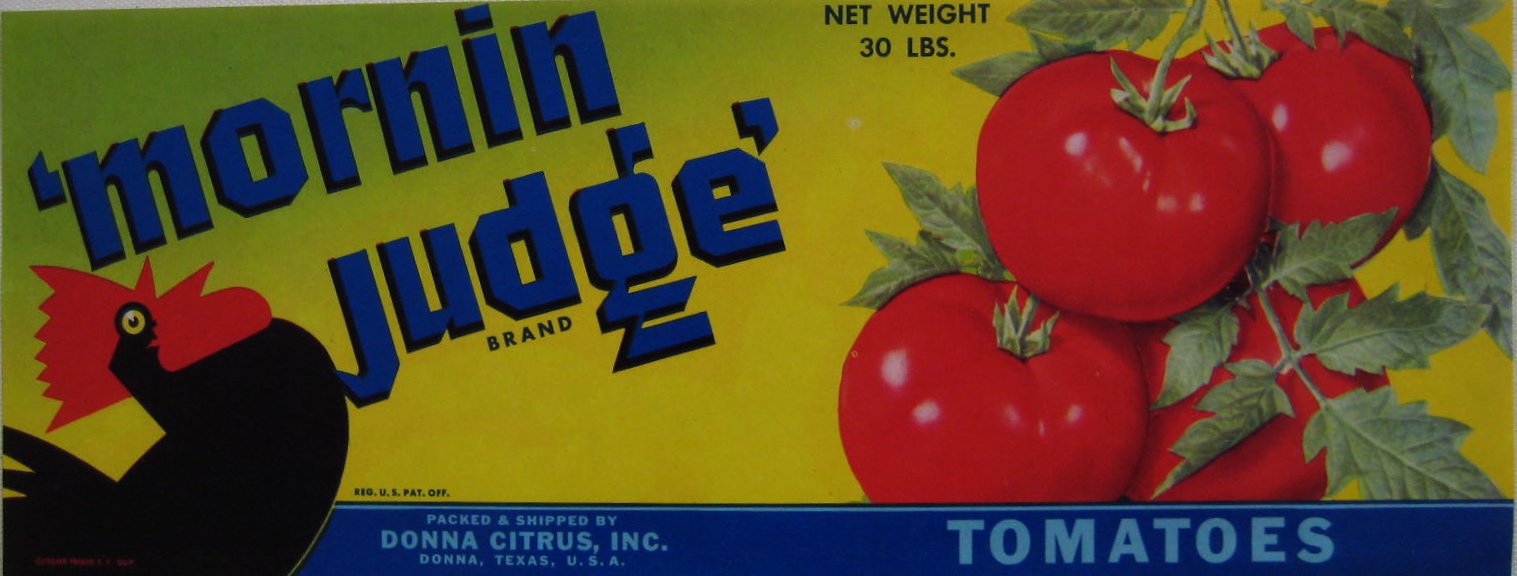 'mornin
judge'
BRAND
NET WEIGHT
30 LBS.
REG. U.S. PAT. OFF.
PACKED & SHIPPED BY
DONNA CITRUS, INC.
DONNA, TEXAS, U.S.A.
TOMATOES